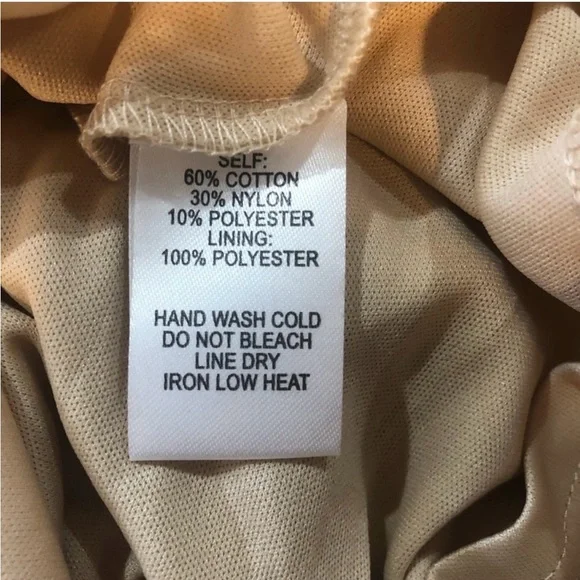 SELF:
60% COTTON
30% NYLON
10% POLYESTER
LINING:
100% POLYESTER
HAND WASH COLD
DO NOT BLEACH
LINE DRY
IRON LOW HEAT